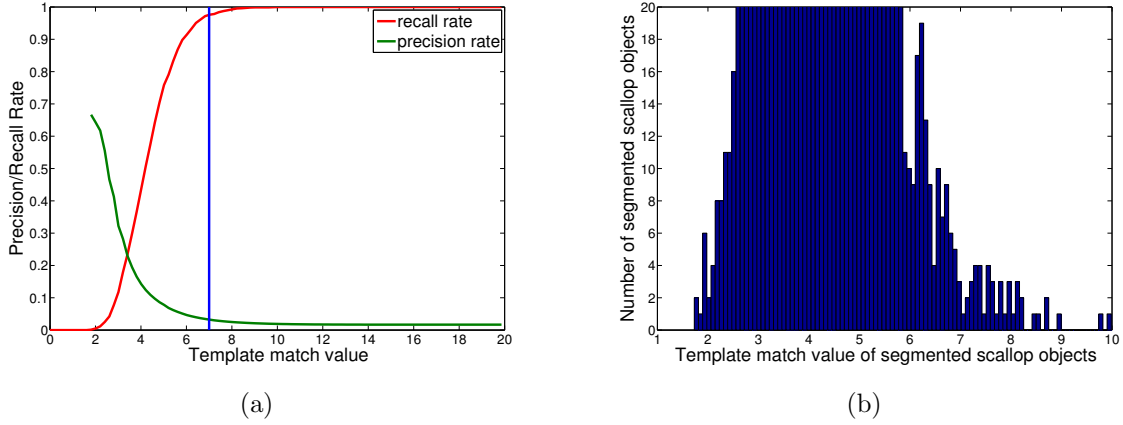 recall rate
precision rate
Precision/Recall Rate
1
0.9
0.8
0.7
0.6
0.5
0.4
0.3
0.2
0.1
0
0 2 4 6 8 10 12 14 16 18 20
Template match value
(a)
Number of segmented scallop objects
20
18
16
14
12
10
8
6
4
2
0
1 2 3 4 5 6 7 8 9 10
Template match value of segmented scallop objects
(b)